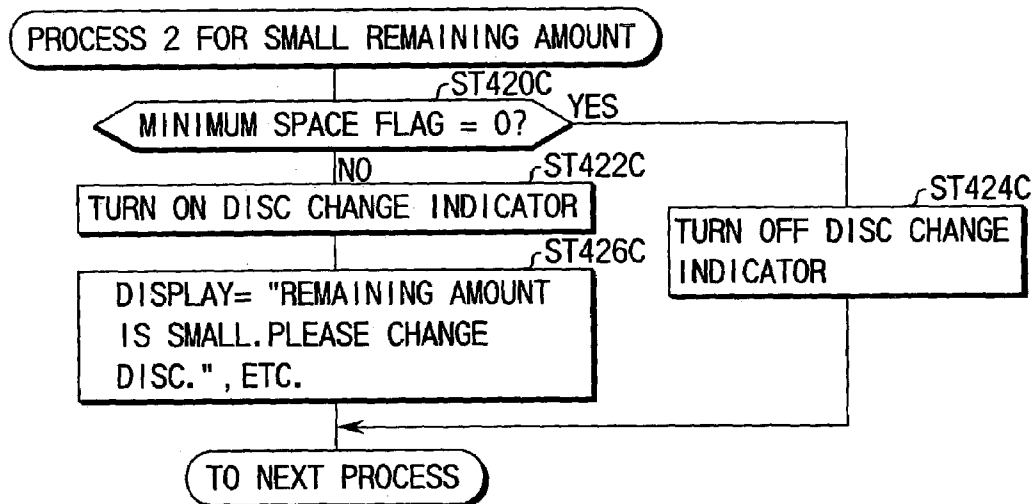 PROCESS 2 FOR SMALL REMAINING AMOUNT
ST420C
MINIMUM SPACE FLAG = 0?
YES
NO
ST422C
TURN ON DISC CHANGE INDICATOR
ST424C
TURN OFF DISC CHANGE
INDICATOR
ST426C
DISPLAY= "REMAINING AMOUNT
IS SMALL.PLEASE CHANGE
DISC.", ETC.
TO NEXT PROCESS